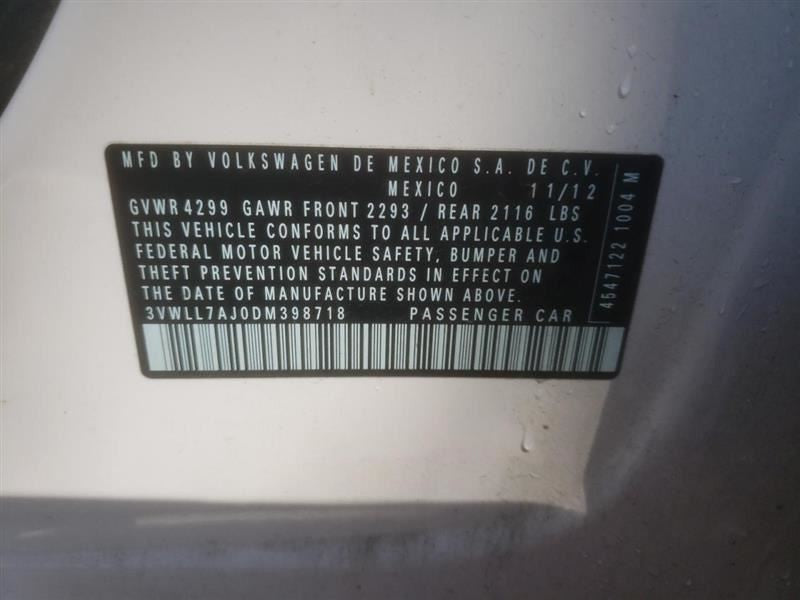 MFD BY VOLKSWAGEN DE MEXICO S.A. DE C.V.
MEXICO 11/12
GVWR 4299 GAWR FRONT 2293 / REAR 2116 LBS
THIS VEHICLE CONFORMS TO ALL APPLICABLE U.S.
FEDERAL MOTOR VEHICLE SAFETY, BUMPER AND
THEFT PREVENTION STANDARDS IN EFFECT ON
THE DATE OF MANUFACTURE SHOWN ABOVE.
3VWLL7AJ0DM398718 PASSENGER CAR
4547122 1004 M